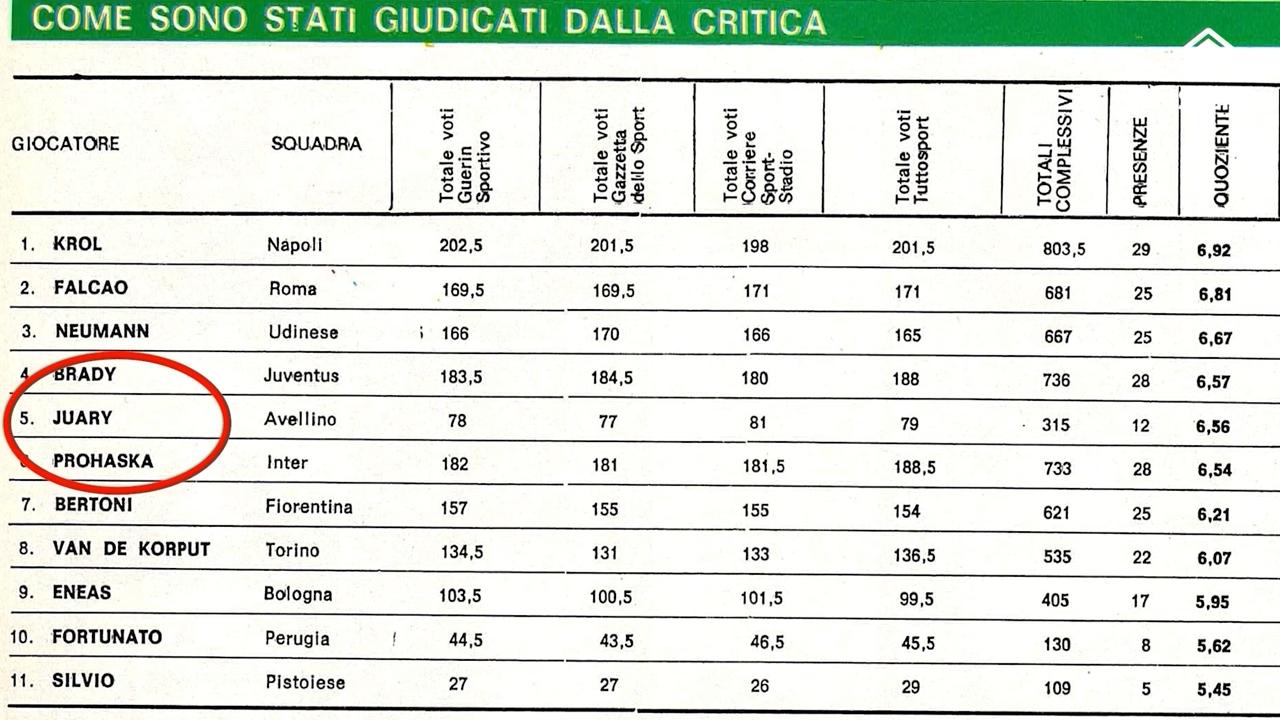 COME SONO STATI GIUDICATI DALLA CRITICA
GIOCATORE SQUADRA Totale voti Guerin Sportivo Totale voti Gazzetta dello Sport Totale voti Corriere Sport-Stadio Totale voti Tuttosport TOTALI COMPLESSIVI PRESENZE QUOZIENTE
1. KROL Napoli 202,5 201,5 198 201,5 803,5 29 6,92
2. FALCAO Roma 169,5 169,5 171 171 681 25 6,81
3. NEUMANN Udinese 166 170 166 165 667 25 6,67
4. BRADY Juventus 183,5 184,5 180 188 736 28 6,57
5. JUARY Avellino 78 77 81 79 315 12 6,56
PROHASKA Inter 182 181 181,5 188,5 733 28 6,54
7. BERTONI Fiorentina 157 155 155 154 621 25 6,21
8. VAN DE KORPUT Torino 134,5 131 133 136,5 535 22 6,07
9. ENEAS Bologna 103,5 100,5 101,5 99,5 405 17 5,95
10. FORTUNATO Perugia 44,5 43,5 46,5 45,5 130 8 5,62
11. SILVIO Pistoiese 27 27 26 29 109 5 5,45